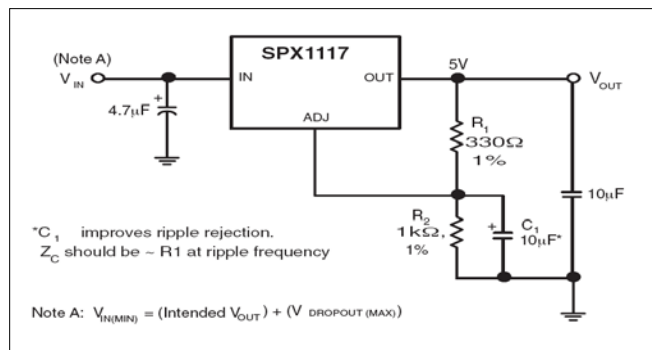 (Note A)
V IN
4.7µF
+
SPX1117
IN
OUT
ADJ
5V
V OUT
R1
330Ω
1%
R2
1kΩ,
1%
+
C1
10µF*
10µF
*C1 improves ripple rejection.
ZC should be ~ R1 at ripple frequency
Note A: VIN(MIN) = (Intended VOUT) + (V DROPOUT (MAX))